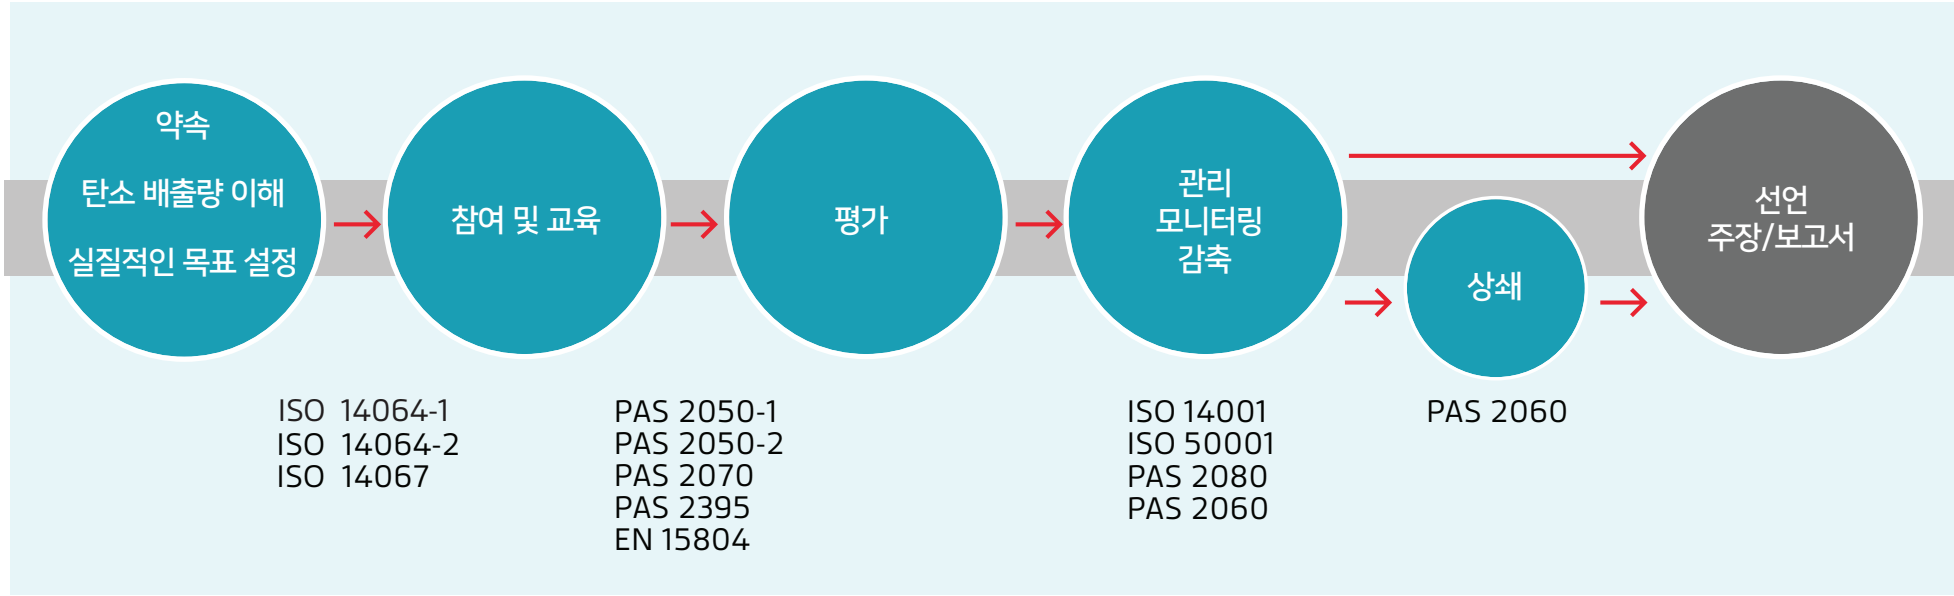 약속
탄소 배출량 이해
실질적인 목표 설정
참여 및 교육
평가
관리
모니터링
감축
상쇄
선언
주장/보고서
ISO 14064-1
ISO 14064-2
ISO 14067
PAS 2050-1
PAS 2050-2
PAS 2070
PAS 2395
EN 15804
ISO 14001
ISO 50001
PAS 2080
PAS 2060
PAS 2060